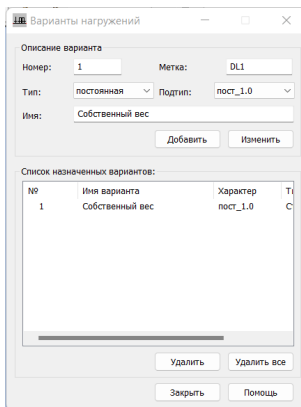 Варианты нагружений
Описание варианта
Номер: 1 Метка: DL1
Тип: постоянная Подтип: пост_1.0
Имя: Собственный вес
Добавить Изменить
Список назначенных вариантов:
№ Имя варианта Характер
1 Собственный вес пост_1.0
Удалить Удалить все
Закрыть Помощь